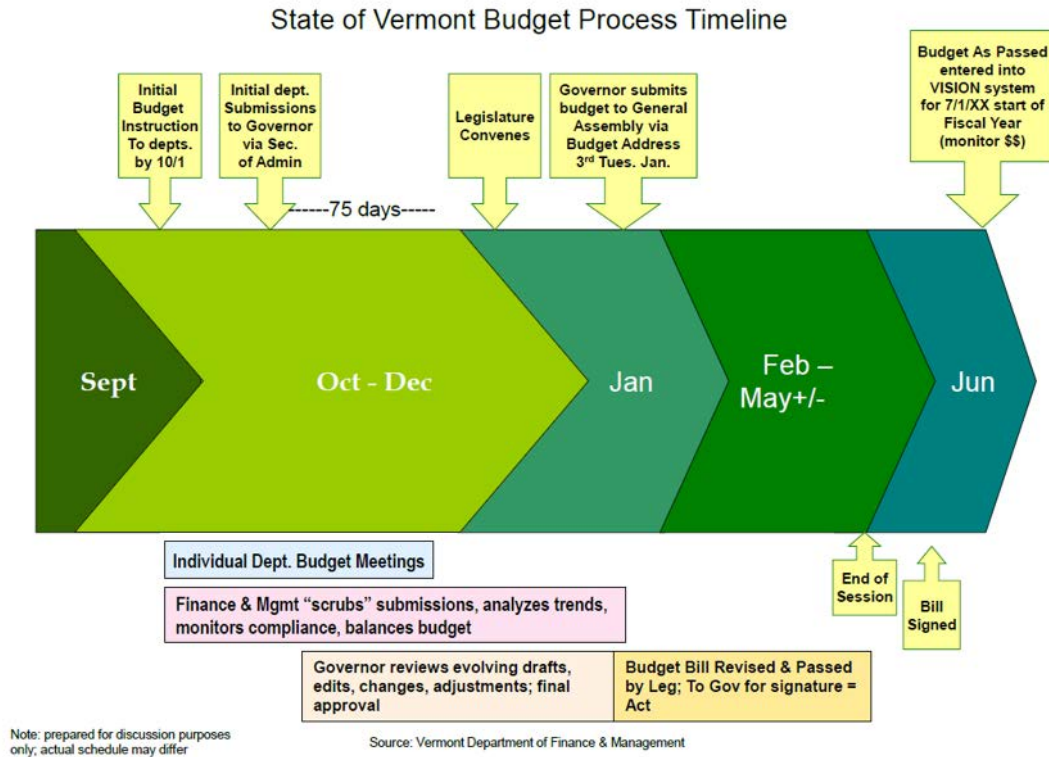 State of Vermont Budget Process Timeline
Initial
Budget
Instruction
To depts.
by 10/1
Initial dept.
Submissions
to Governor
via Sec.
of Admin
Legislature
Convenes
Governor submits
budget to General
Assembly via
Budget Address
3rd Tues. Jan.
Budget As Passed
entered into
VISION system
for 7/1/XX start of
Fiscal Year
(monitor $$)
------75 days-----
Sept
Oct - Dec
Jan
Feb –
May+/-
Jun
Individual Dept. Budget Meetings
Finance & Mgmt “scrubs” submissions, analyzes trends,
monitors compliance, balances budget
Governor reviews evolving drafts,
edits, changes, adjustments; final
approval
Budget Bill Revised & Passed
by Leg; To Gov for signature =
Act
End of
Session
Bill
Signed
Note: prepared for discussion purposes
only; actual schedule may differ
Source: Vermont Department of Finance & Management